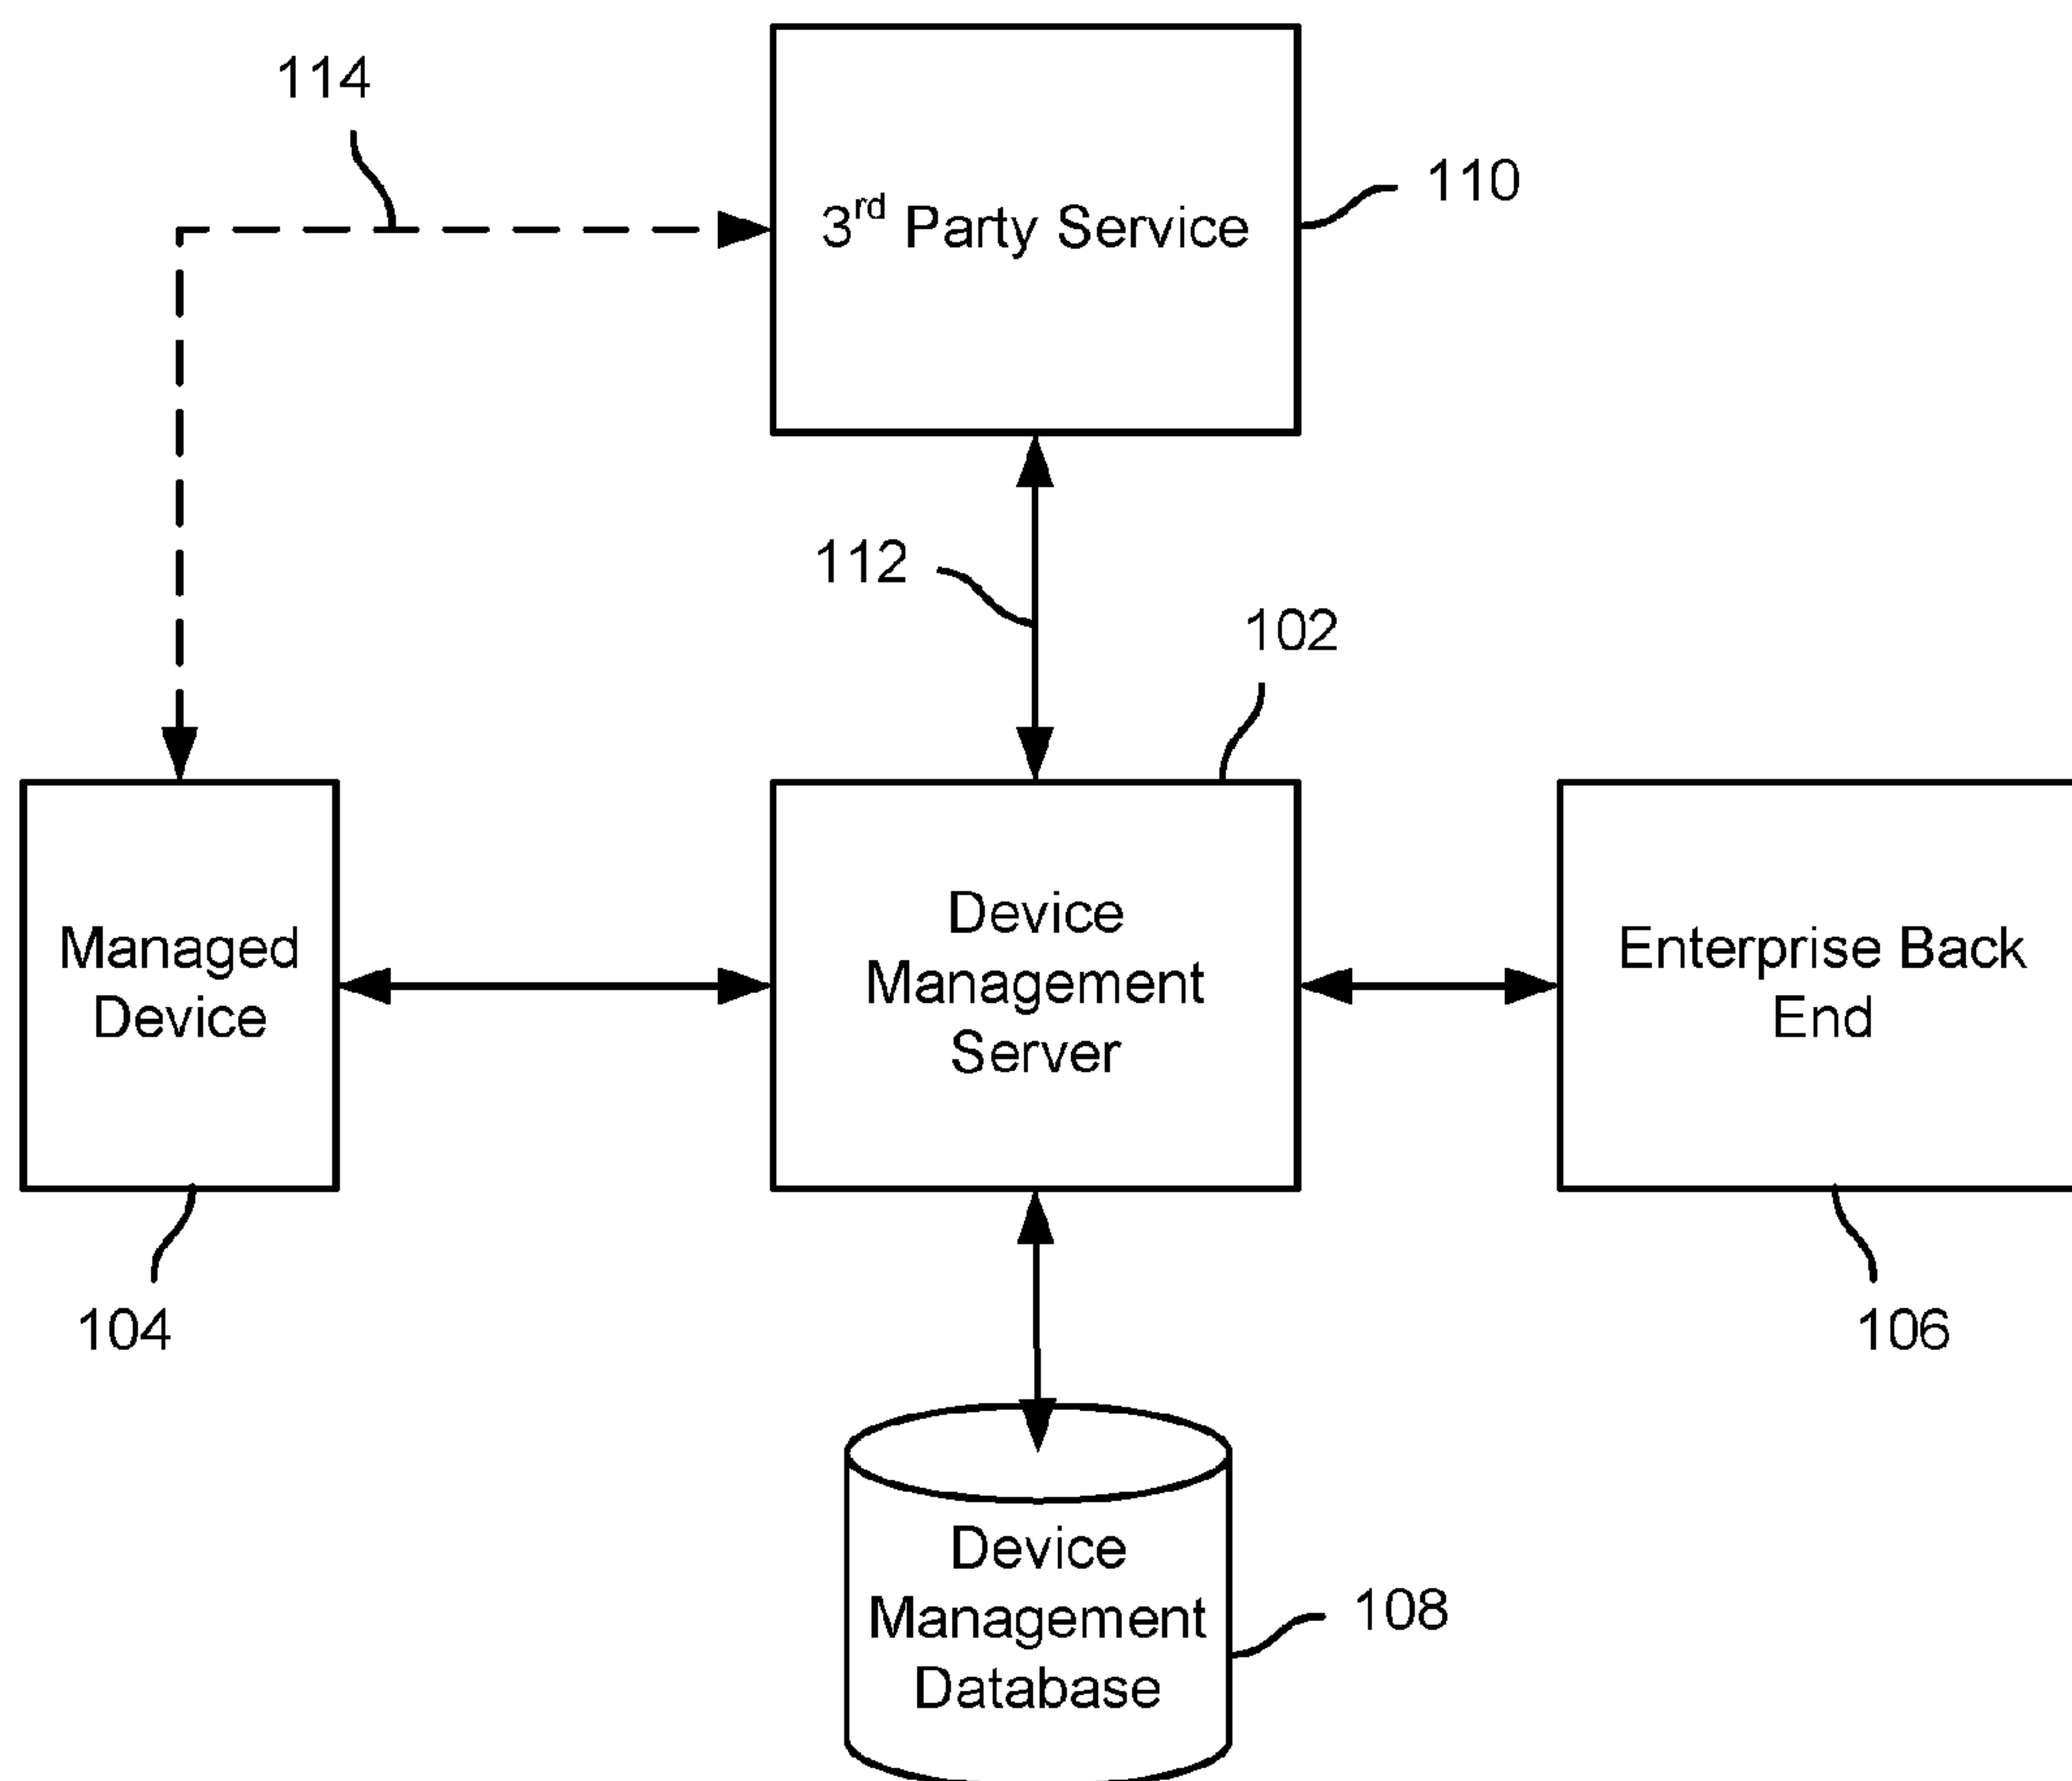 114
3rd Party Service
110
112
102
Managed
Device
Device
Management
Server
Enterprise Back
End
104
106
Device
Management
Database
108